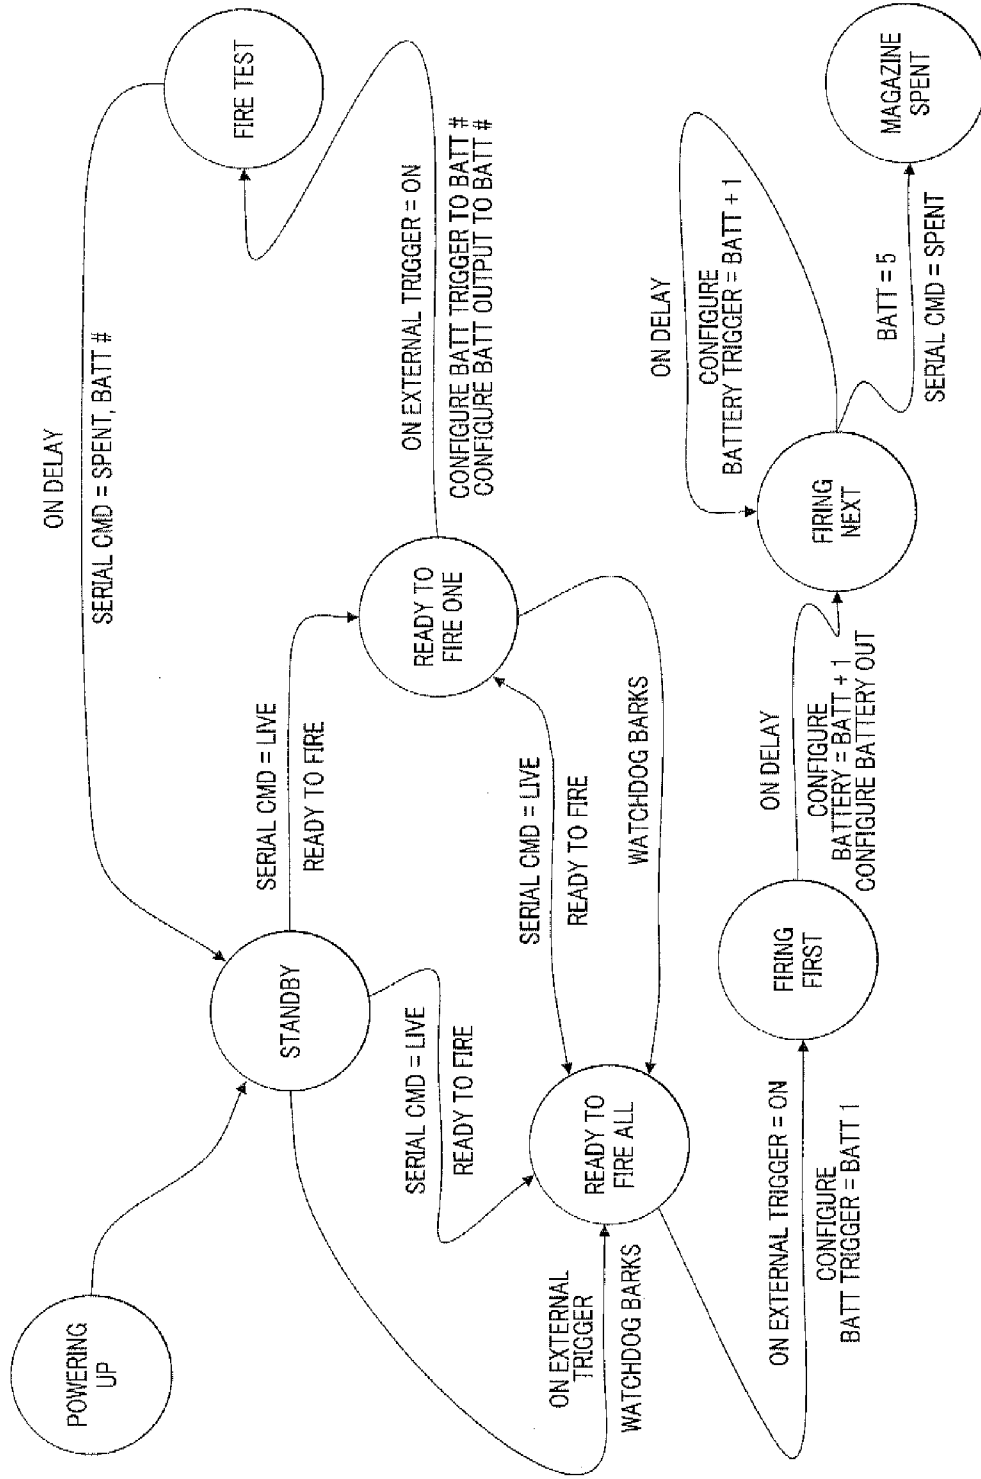 POWERING
UP
STANDBY
ON DELAY
SERIAL CMD = SPENT, BATT #
FIRE TEST
SERIAL CMD = LIVE
READY TO FIRE
READY TO
FIRE ONE
ON EXTERNAL TRIGGER = ON
CONFIGURE BATT TRIGGER TO BATT #
CONFIGURE BATT OUTPUT TO BATT #
SERIAL CMD = LIVE
READY TO FIRE
SERIAL CMD = LIVE
READY TO FIRE
WATCHDOG BARKS
ON EXTERNAL
TRIGGER
WATCHDOG BARKS
READY TO
FIRE ALL
ON EXTERNAL TRIGGER = ON
CONFIGURE
BATT TRIGGER = BATT 1
FIRING
FIRST
ON DELAY
CONFIGURE
BATTERY = BATT + 1
CONFIGURE BATTERY OUT
FIRING
NEXT
ON DELAY
CONFIGURE
BATTERY TRIGGER = BATT + 1
BATT = 5
SERIAL CMD = SPENT
MAGAZINE
SPENT